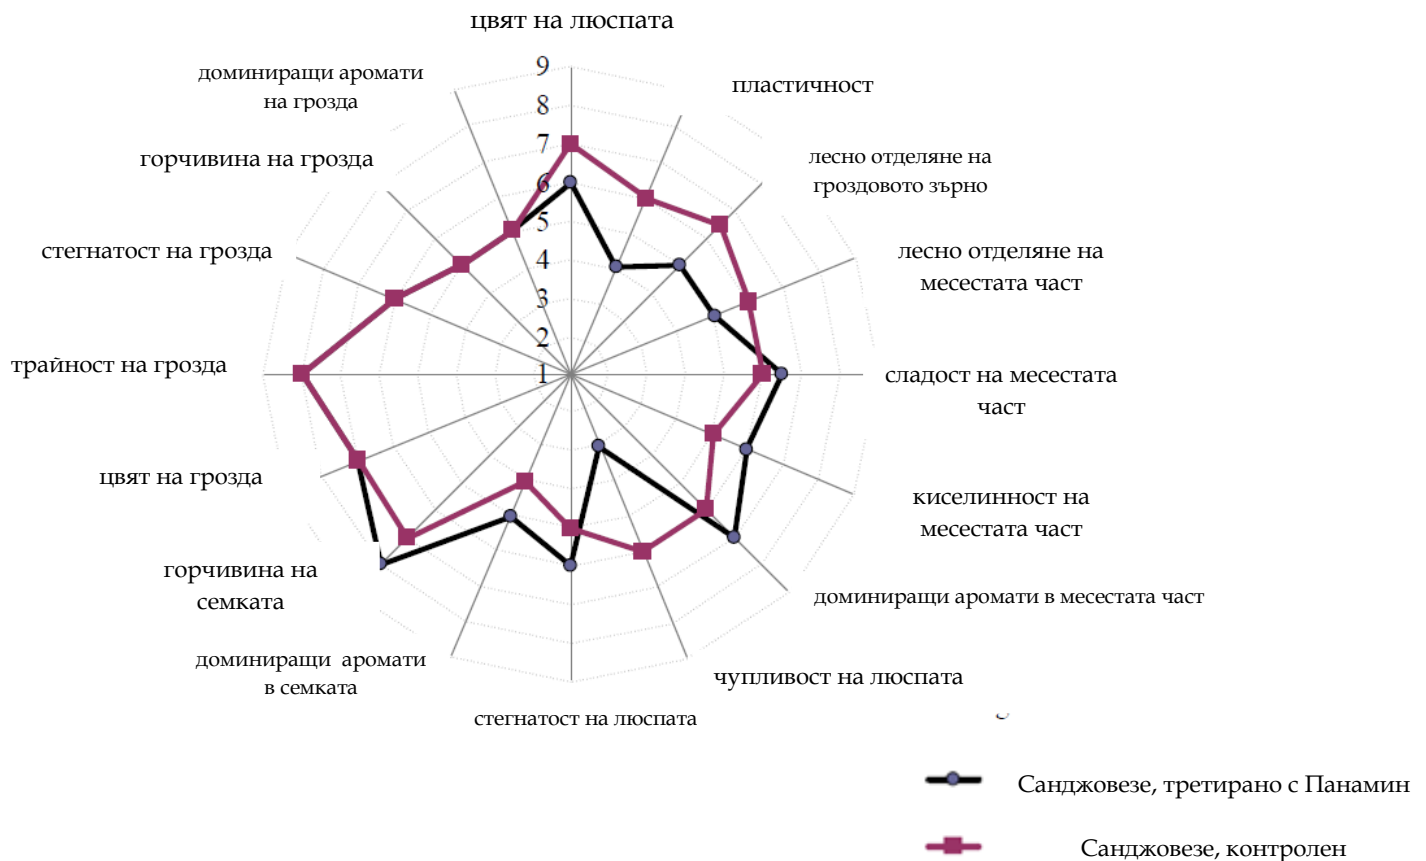 цвят на люспата
доминиращи аромати
на грозда
пластичност
горчивина на грозда
лесно отделяне на
гроздовото зърно
стегнатост на грозда
лесно отделяне на
месестата част
трайност на грозда
сладост на месестата
част
цвят на грозда
киселинност на
месестата част
горчивина на
семката
доминиращи аромати в месестата част
доминиращи аромати
в семката
чупливост на люспата
стегнатост на люспата
9
8
7
6
5
4
3
2
1
Санджовезе, третирано с Панамин
Санджовезе, контролен